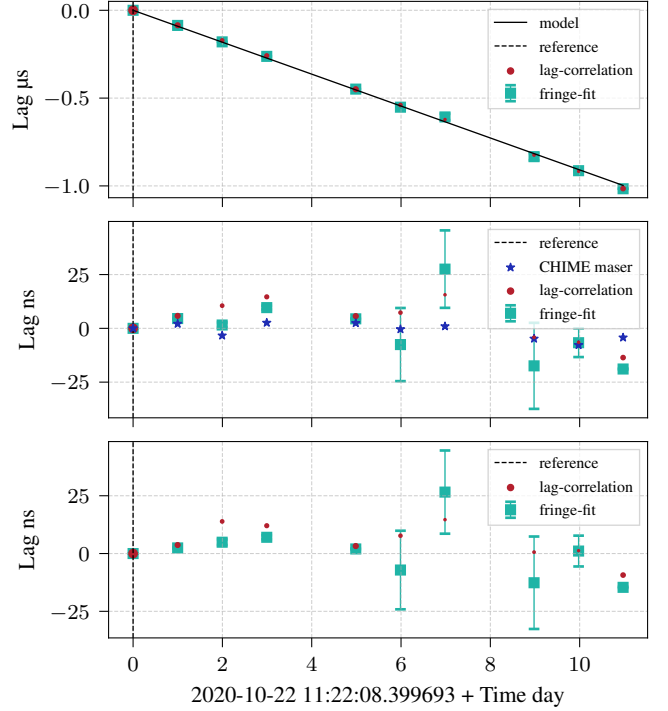 0.0
−0.5
−1.0
Lag µs
model
reference
lag-correlation
fringe-fit
25
0
−25
Lag ns
reference
CHIME maser
lag-correlation
fringe-fit
25
0
−25
Lag ns
reference
lag-correlation
fringe-fit
0 2 4 6 8 10
2020-10-22 11:22:08.399693 + Time day